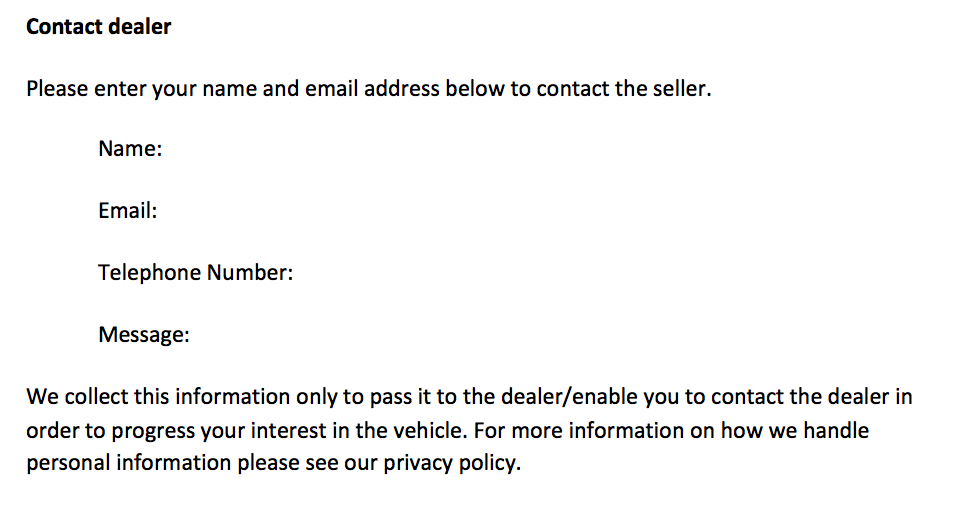 Contact dealer
Please enter your name and email address below to contact the seller.
Name:
Email:
Telephone Number:
Message:
We collect this information only to pass it to the dealer/enable you to contact the dealer in
order to progress your interest in the vehicle. For more information on how we handle
personal information please see our privacy policy.